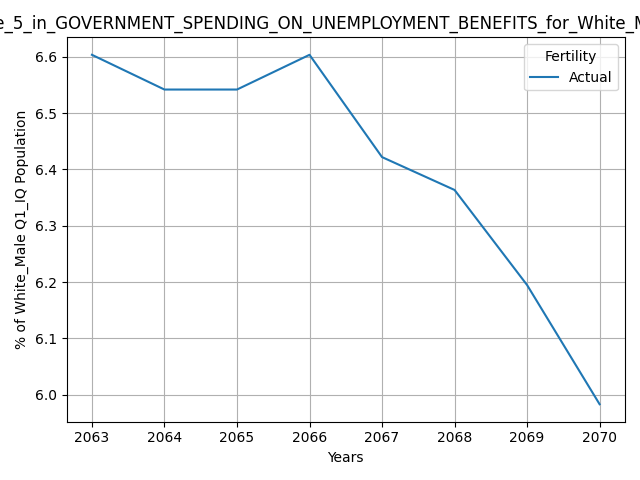 e_5_in_GOVERNMENT_SPENDING_ON_UNEMPLOYMENT_BENEFITS_for_White_M
Fertility
Actual
% of White_Male Q1_IQ Population
6.6
6.5
6.4
6.3
6.2
6.1
6.0
2063 2064 2065 2066 2067 2068 2069 2070
Years